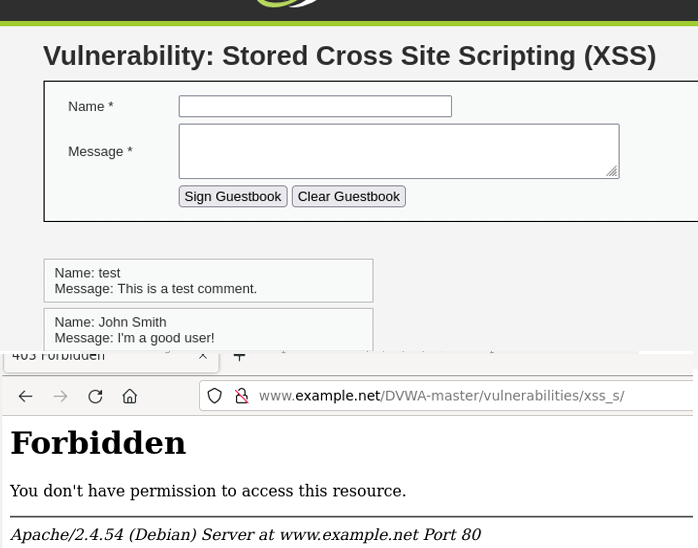 Vulnerability: Stored Cross Site Scripting (XSS)
Name *
Message *
Sign Guestbook Clear Guestbook
Name: test
Message: This is a test comment.
Name: John Smith
Message: I'm a good user!
403 Forbidden
www.example.net/DVWA-master/vulnerabilities/xss_s/
Forbidden
You don't have permission to access this resource.
Apache/2.4.54 (Debian) Server at www.example.net Port 80